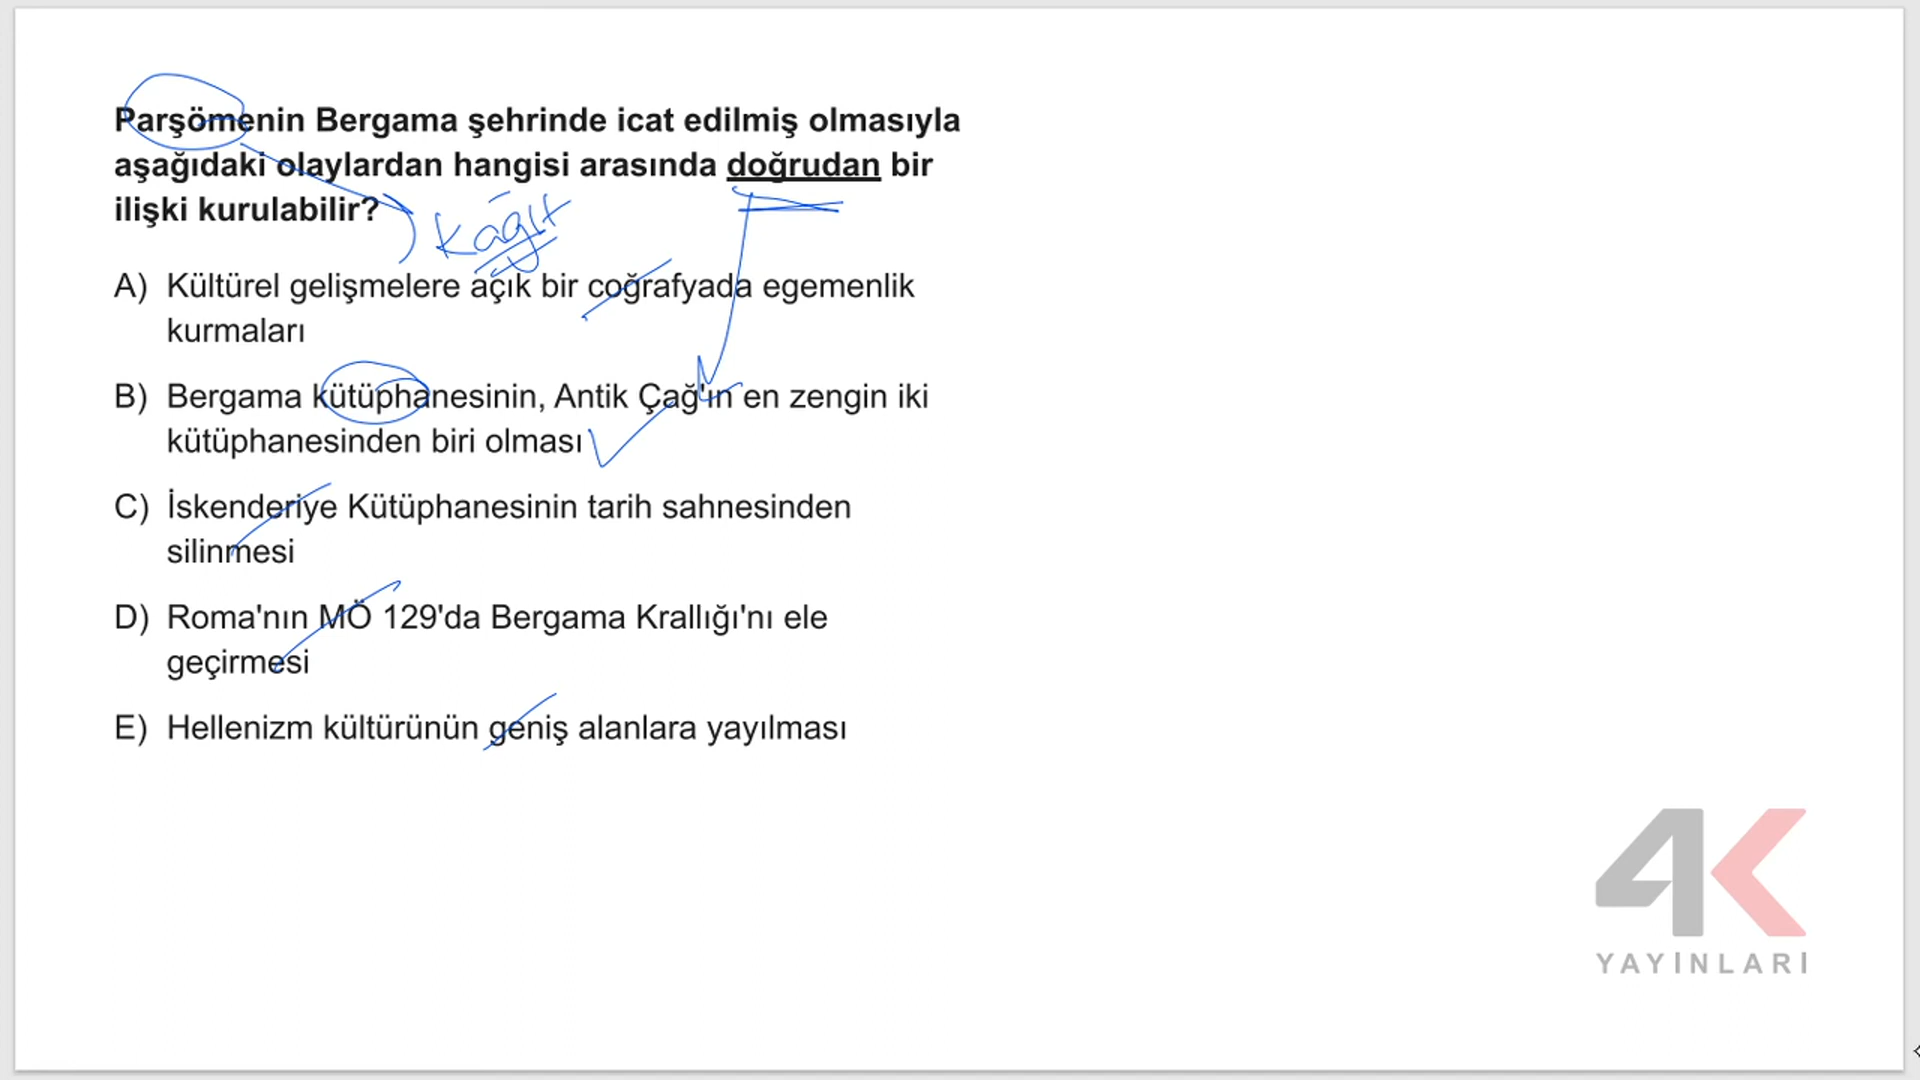 Parşömenin Bergama şehrinde icat edilmiş olmasıyla
aşağıdaki olaylardan hangisi arasında doğrudan bir
ilişki kurulabilir?
Kağıt
A) Kültürel gelişmelere açık bir coğrafyada egemenlik
kurmaları
B) Bergama kütüphanesinin, Antik Çağ'ın en zengin iki
kütüphanesinden biri olması
C) İskenderiye Kütüphanesinin tarih sahnesinden
silinmesi
D) Roma'nın MÖ 129'da Bergama Krallığı'nı ele
geçirmesi
E) Hellenizm kültürünün geniş alanlara yayılması
4K
YAYINLARI